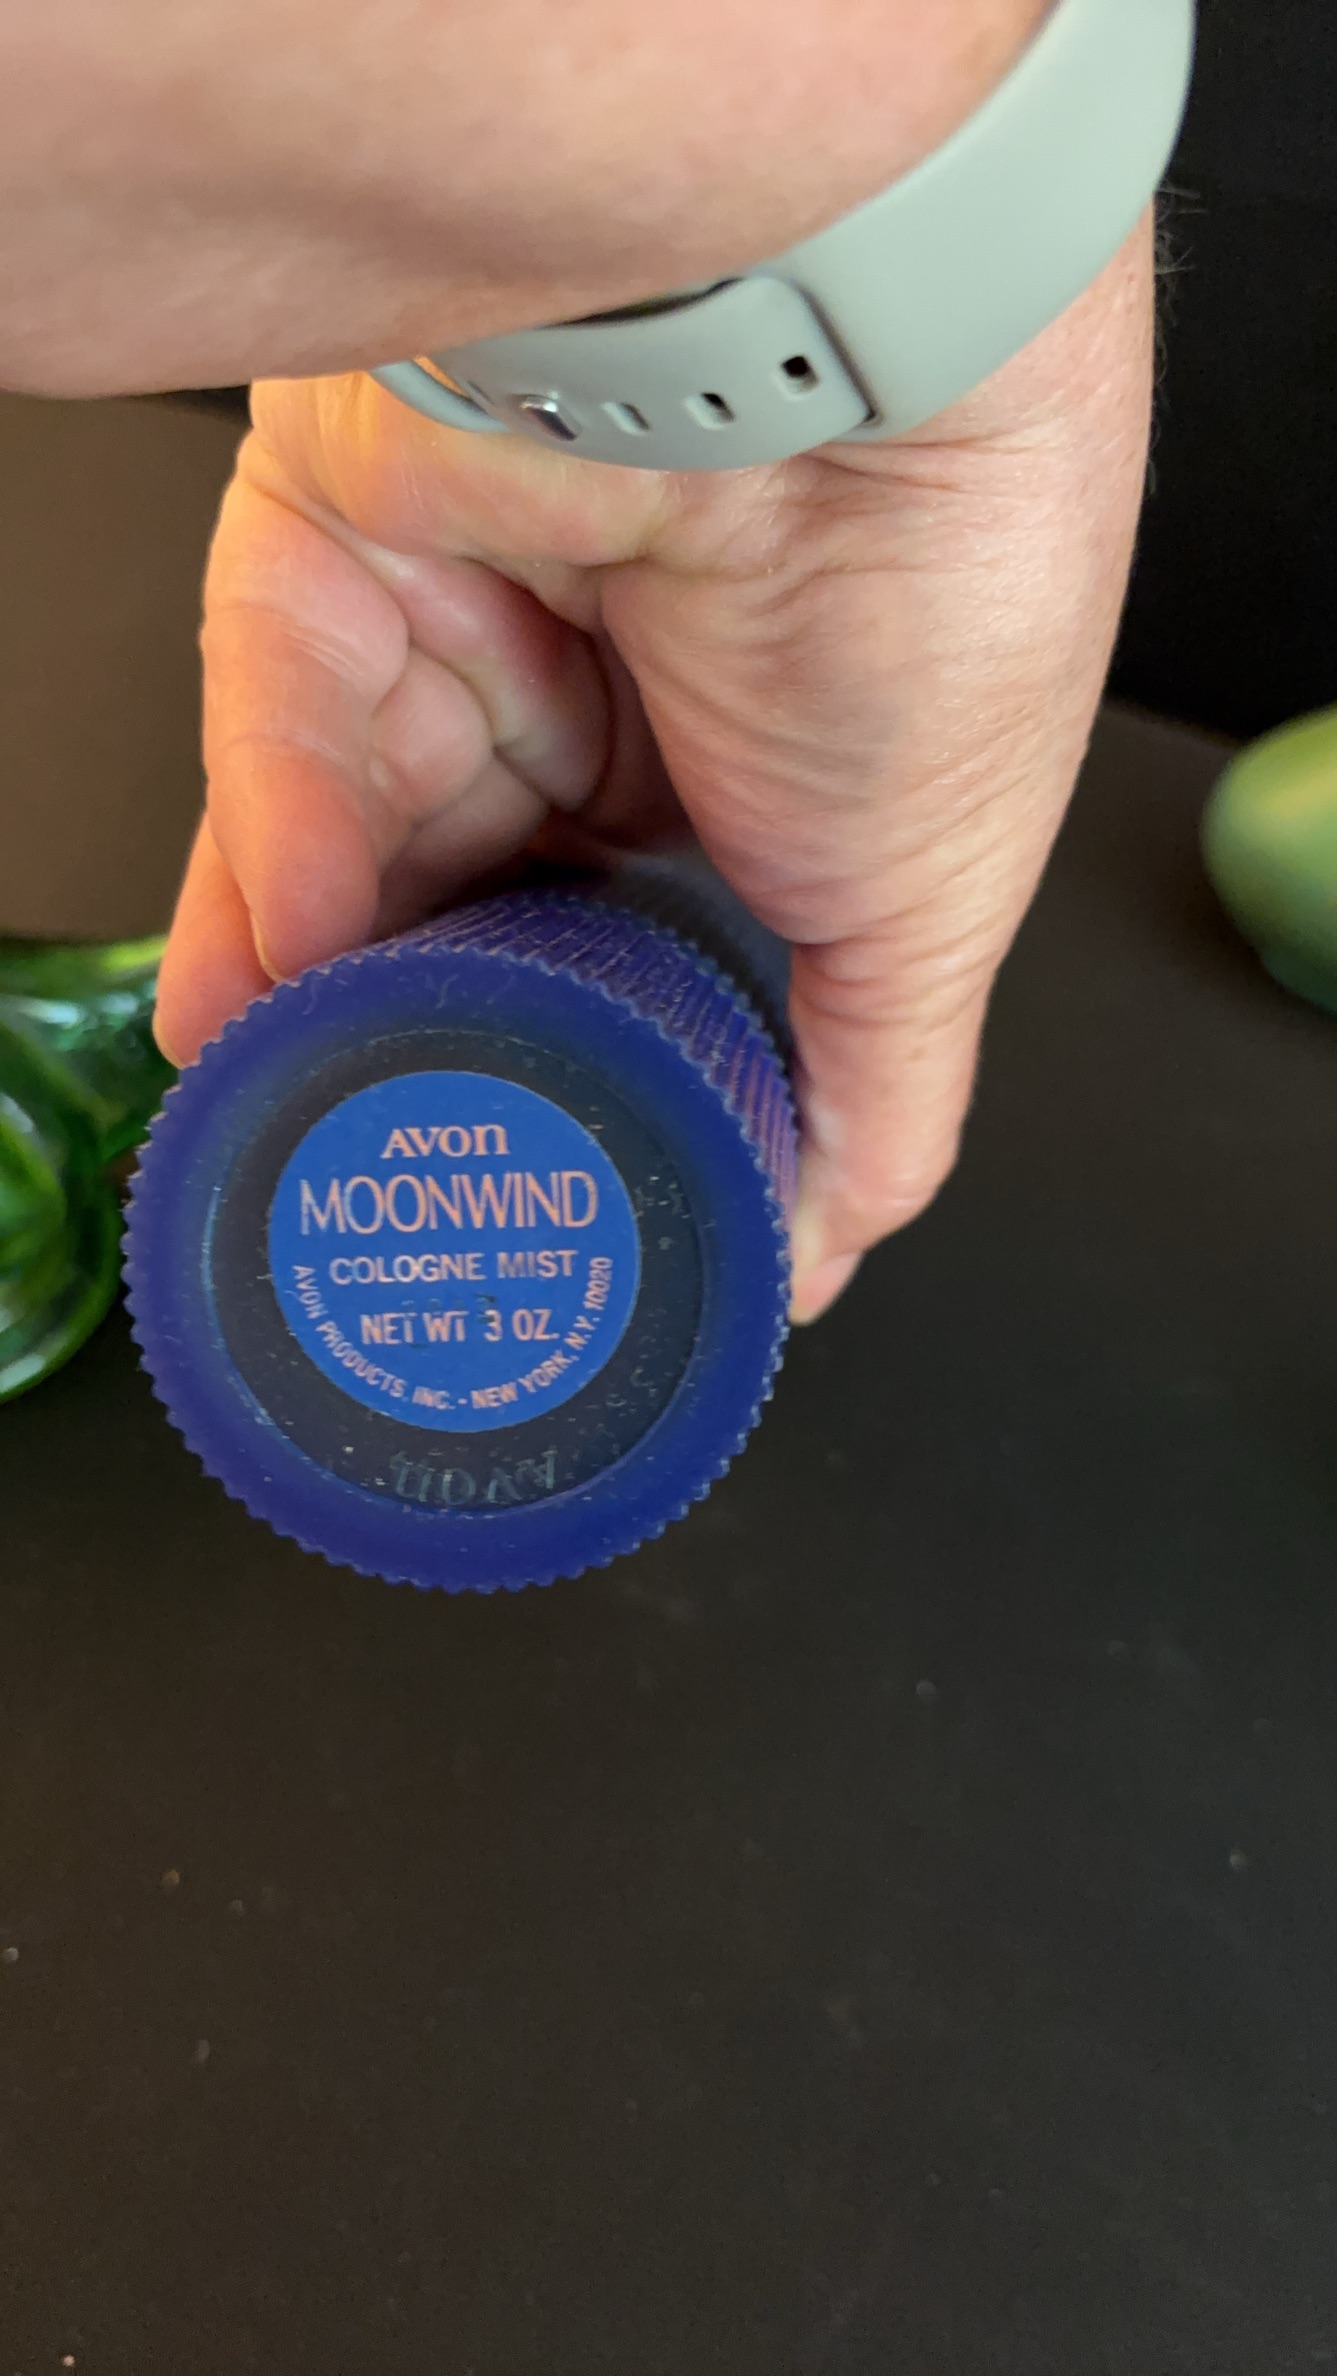 AVON
MOONWIND
COLOGNE MIST
NET WT 3 OZ.
AVON PRODUCTS, INC. - NEW YORK, N.Y. 10020
AVON